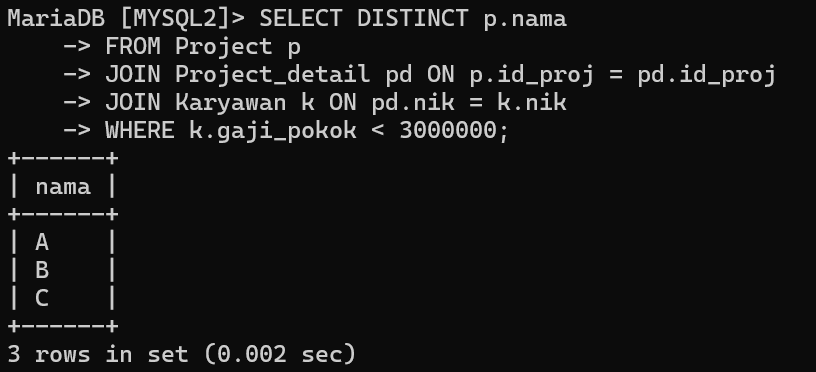 MariaDB [MYSQL2]> SELECT DISTINCT p.nama
    -> FROM Project p
    -> JOIN Project_detail pd ON p.id_proj = pd.id_proj
    -> JOIN Karyawan k ON pd.nik = k.nik
    -> WHERE k.gaji_pokok < 3000000;
+------+
| nama |
+------+
| A    |
| B    |
| C    |
+------+
3 rows in set (0.002 sec)